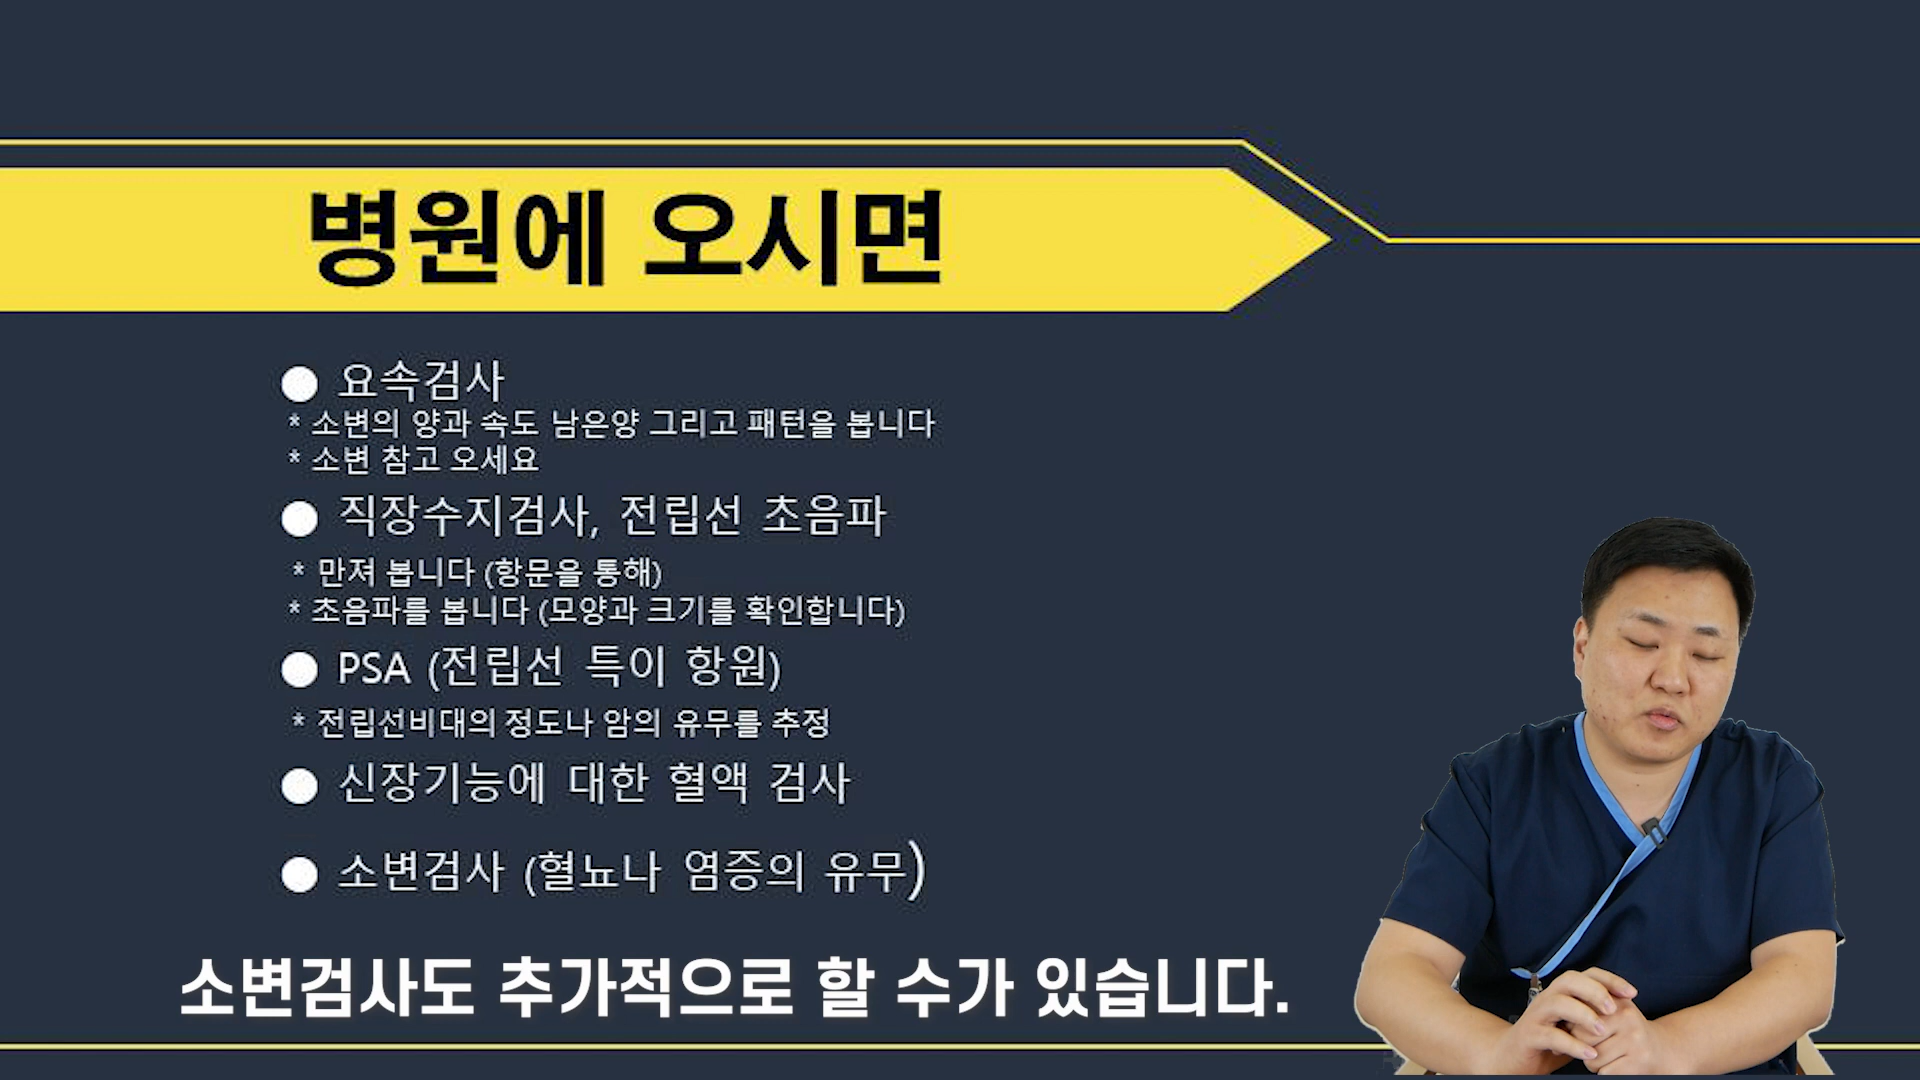 병원에 오시면
● 요속검사
* 소변의 양과 속도 남은양 그리고 패턴을 봅니다
* 소변 참고 오세요
● 직장수지검사, 전립선 초음파
* 만져 봅니다 (항문을 통해)
* 초음파를 봅니다 (모양과 크기를 확인합니다)
● PSA (전립선 특이 항원)
* 전립선비대의 정도나 암의 유무를 추정
● 신장기능에 대한 혈액 검사
● 소변검사 (혈뇨나 염증의 유무)
소변검사도 추가적으로 할 수가 있습니다.